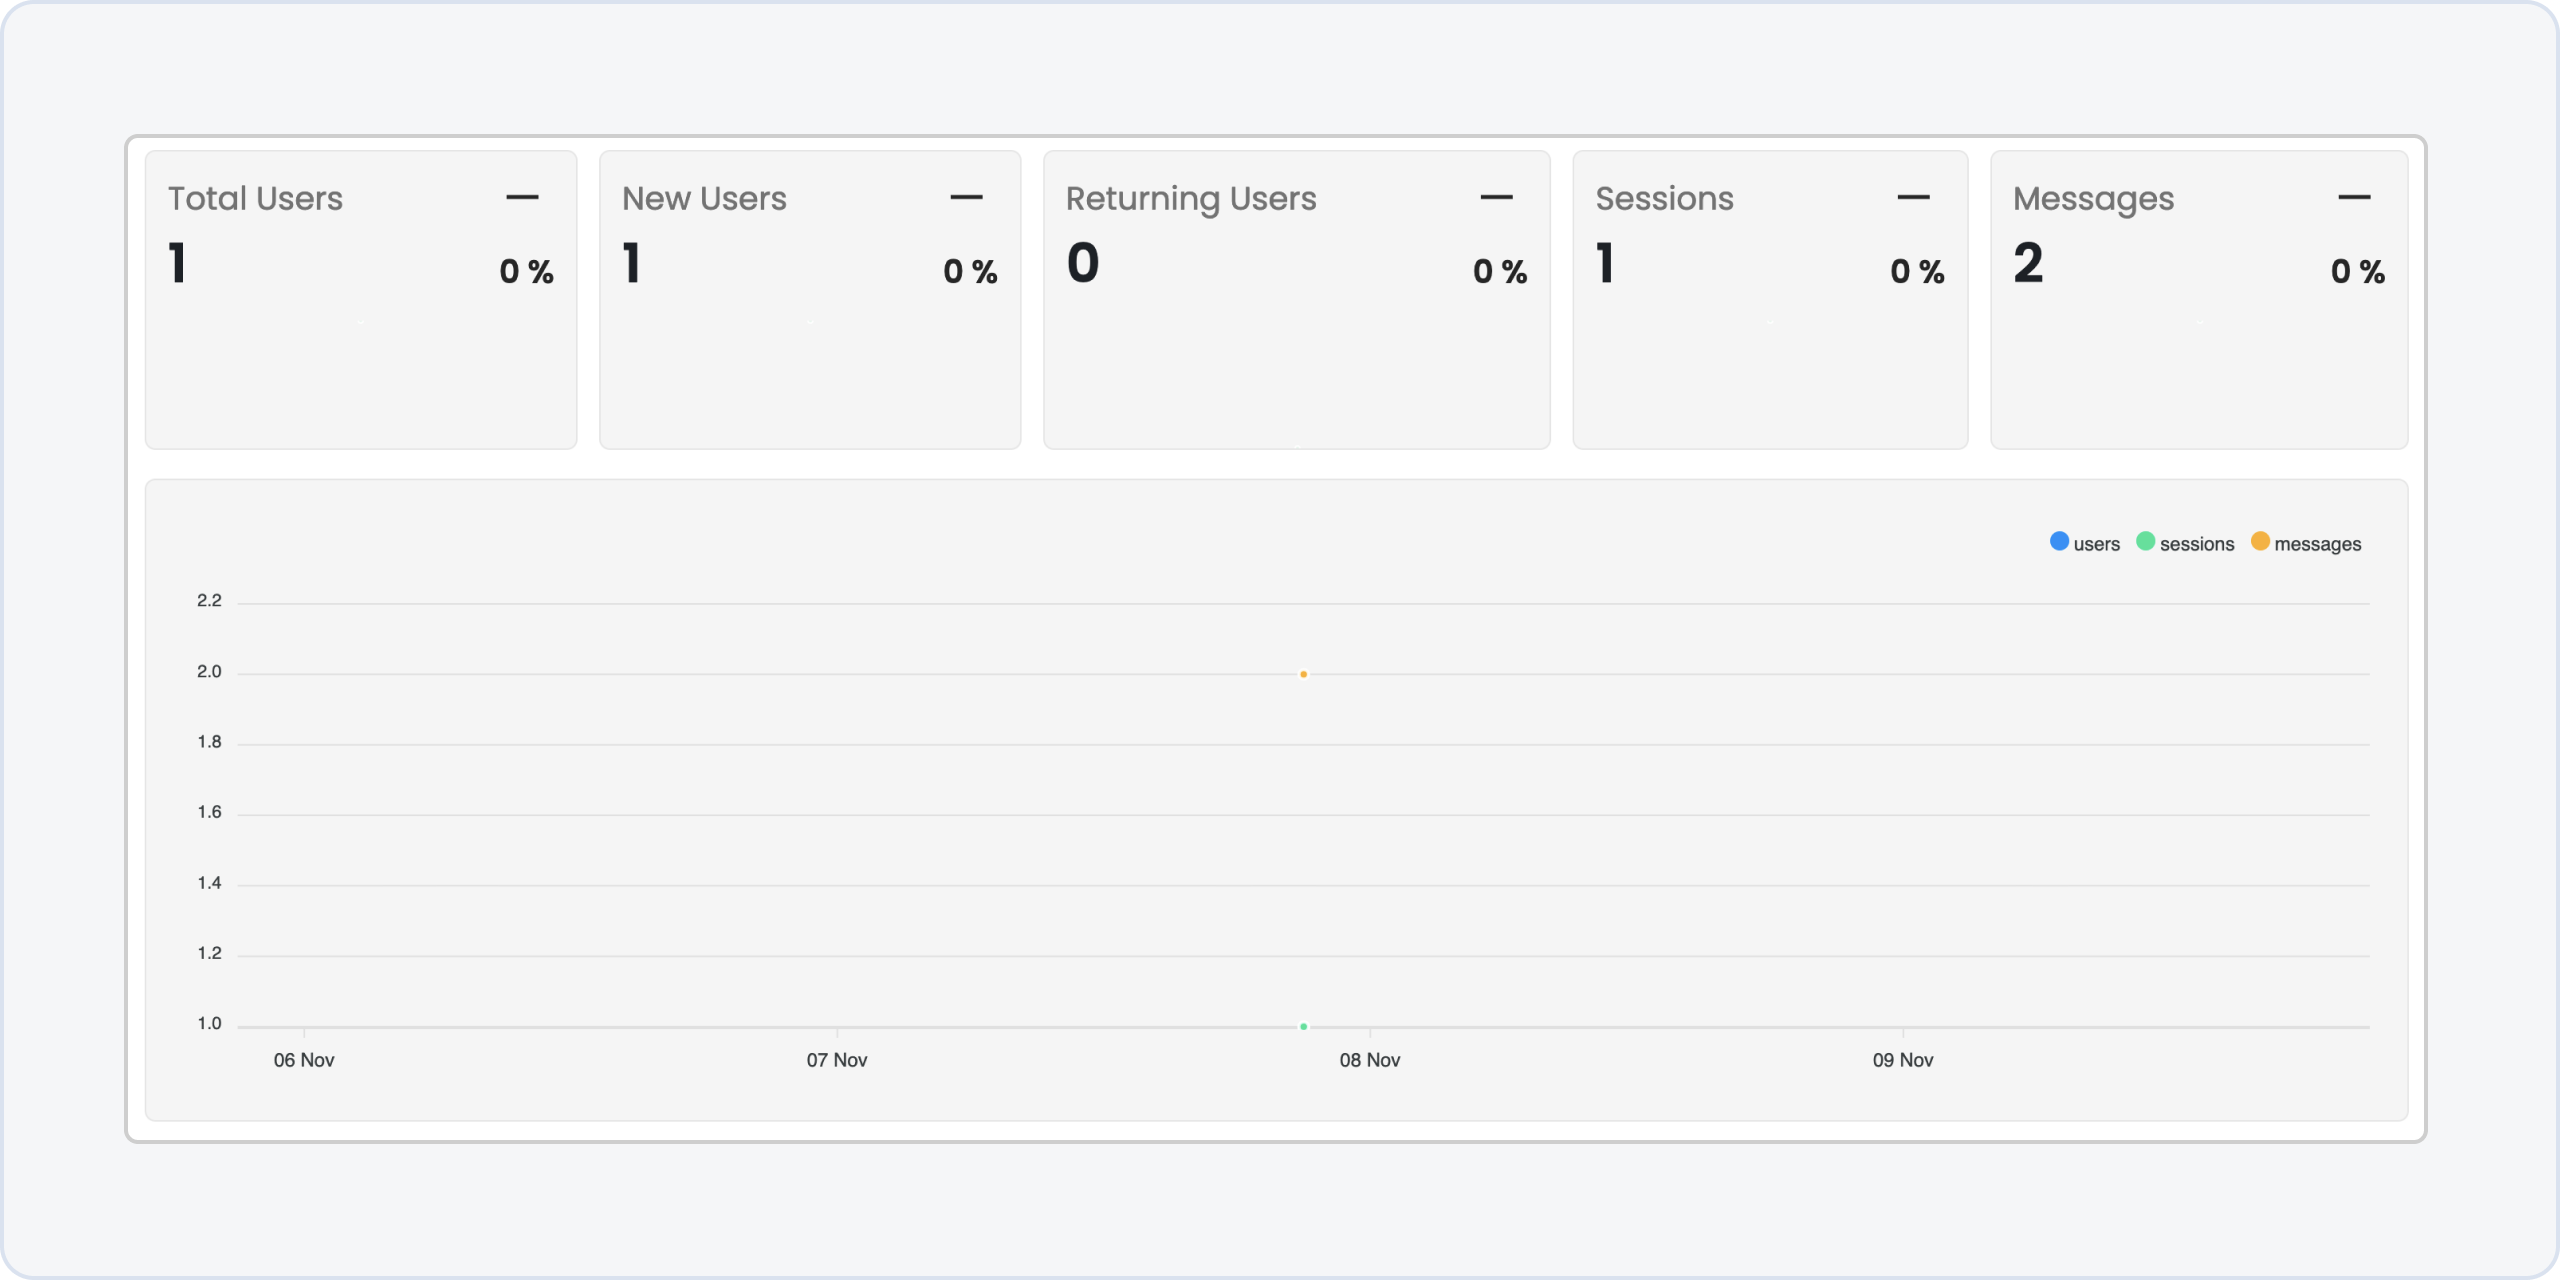 Total Users —
1 0 %
New Users —
1 0 %
Returning Users —
0 0 %
Sessions —
1 0 %
Messages —
2 0 %
users sessions messages
2.2
2.0
1.8
1.6
1.4
1.2
1.0
06 Nov 07 Nov 08 Nov 09 Nov